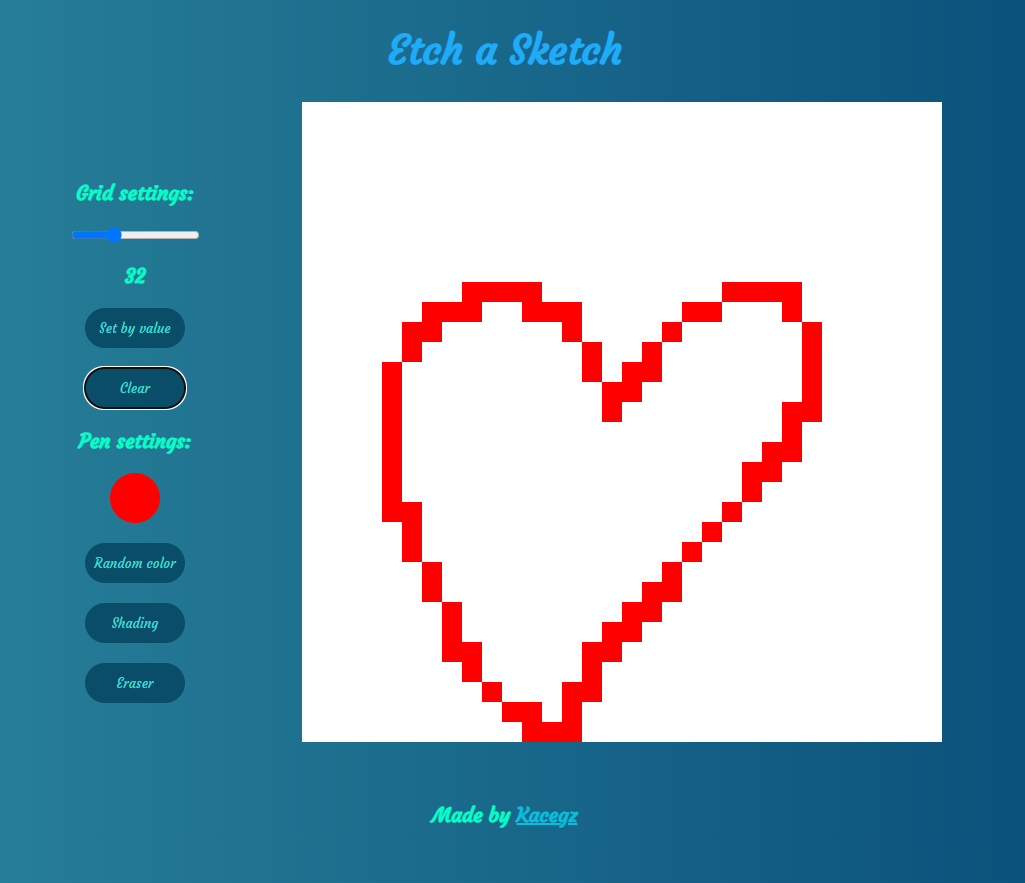 Etch a Sketch
Grid settings:
32
Set by value
Clear
Pen settings:
Random color
Shading
Eraser
Made by Kacegz